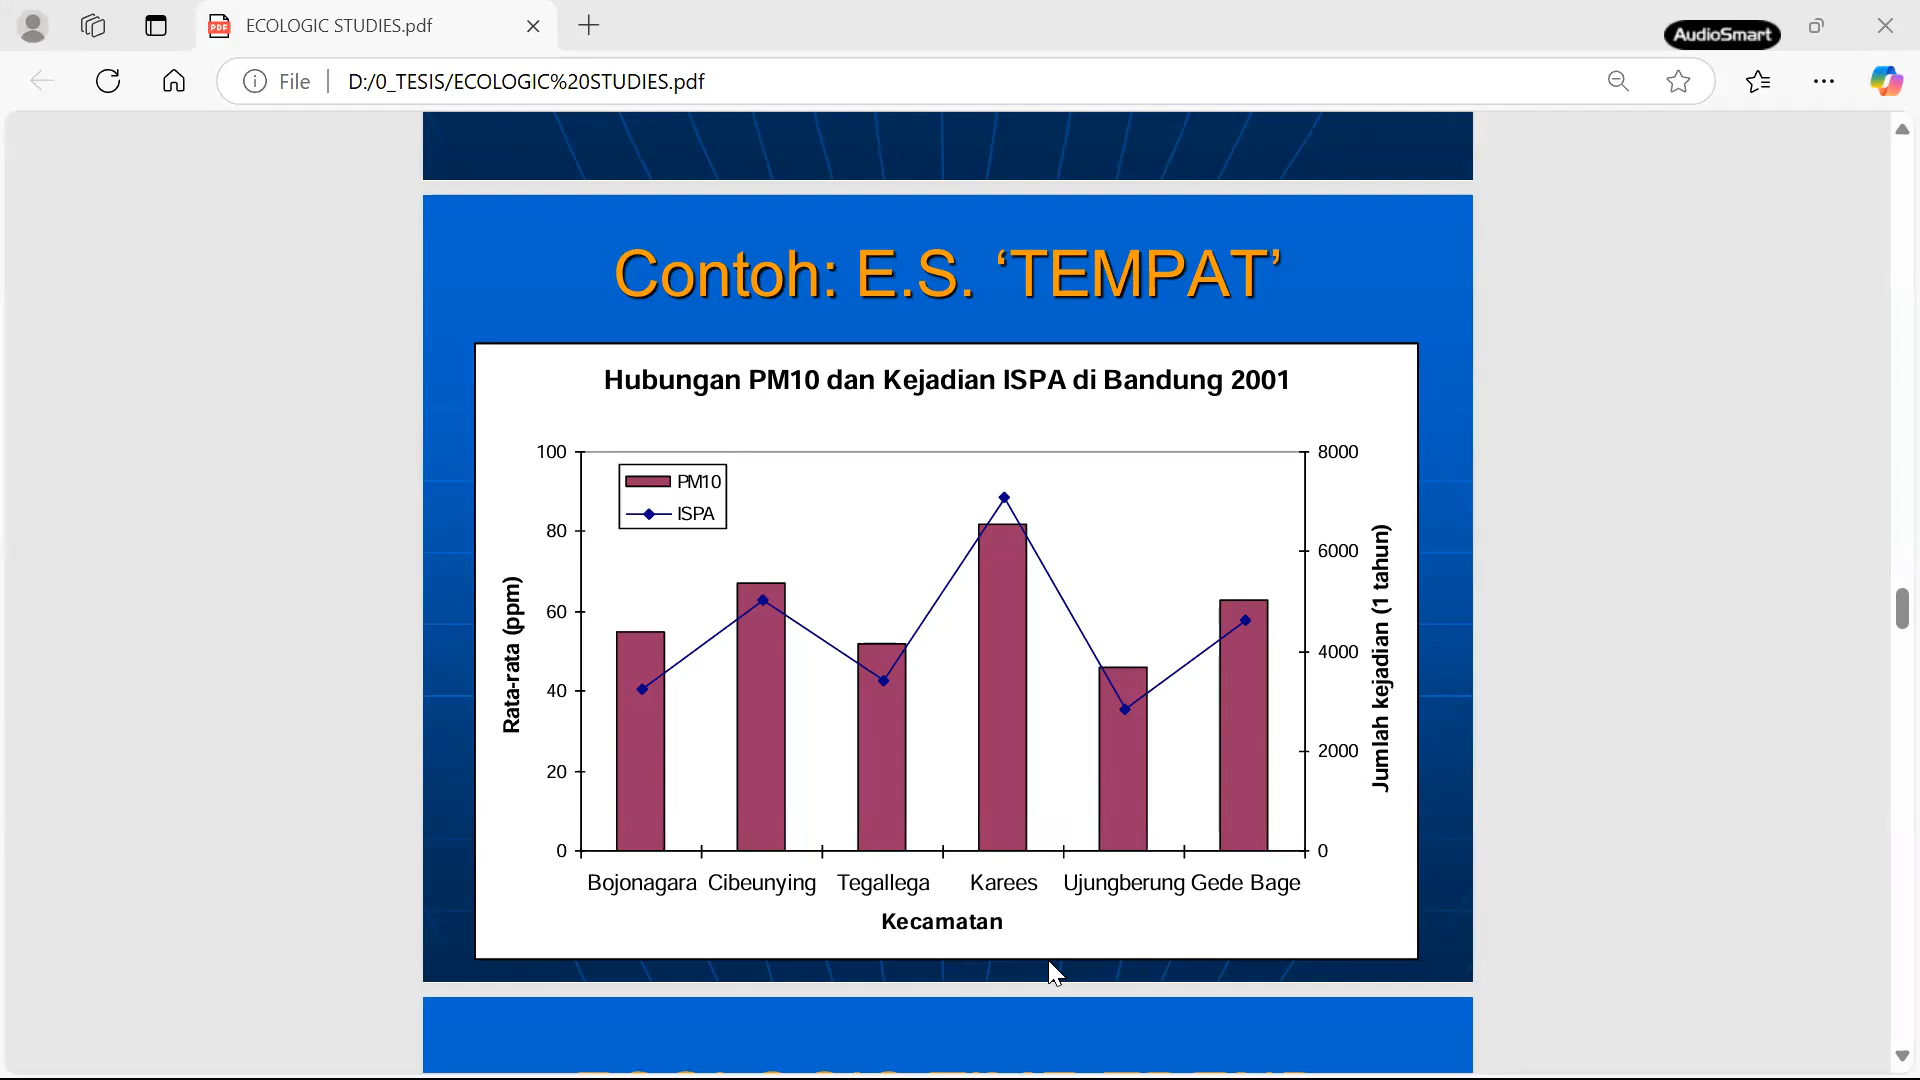 ECOLOGIC STUDIES.pdf
AudioSmart
File
D:/0_TESIS/ECOLOGIC%20STUDIES.pdf
Contoh: E.S. ‘TEMPAT’
Hubungan PM10 dan Kejadian ISPA di Bandung 2001
100
80
60
40
20
0
Rata-rata (ppm)
PM10
ISPA
8000
6000
4000
2000
0
Jumlah kejadian (1 tahun)
Bojonagara Cibeunying Tegallega Karees Ujungberung Gede Bage
Kecamatan